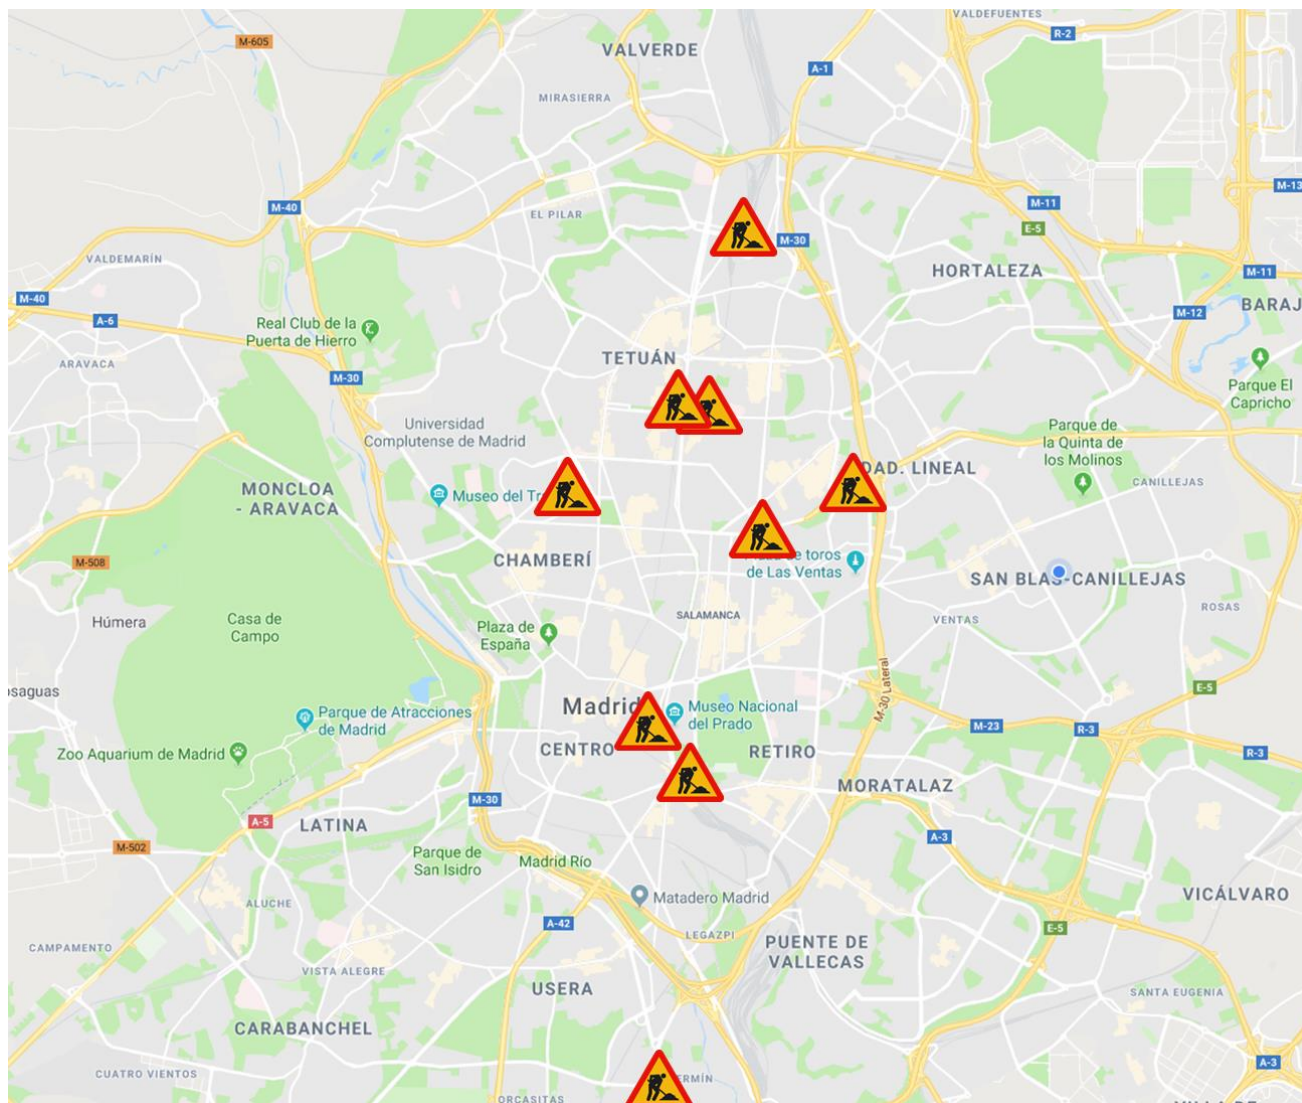 VALDEFUENTES
M-605
R-2
VALVERDE
A-1
MIRASIERRA
M-40
M-11
M-13
EL PILAR
E-5
M-30
VALDEMARÍN
HORTALEZA
M-11
M-40
A-6
M-12
BARAJ
Real Club de la
Puerta de Hierro
TETUÁN
ARAVACA
M-30
Parque El
Capricho
Universidad
Complutense de Madrid
Parque de
la Quinta de
los Molinos
DAD. LINEAL
CANILLEJAS
MONCLOA
- ARAVACA
Museo del Tr
CHAMBERÍ
de toros
de Las Ventas
M-508
SAN BLAS-CANILLEJAS
ROSAS
Húmera
Casa de
Campo
Plaza de
España
SALAMANCA
VENTAS
osaguas
M-30 Lateral
E-5
Parque de Atracciones
de Madrid
Madrid
Museo Nacional
del Prado
M-23
R-3
Zoo Aquarium de Madrid
CENTRO
RETIRO
R-3
M-30
MORATALAZ
A-5
LATINA
A-3
M-502
Parque de
San Isidro
Madrid Río
Matadero Madrid
VICÁLVARO
ALUCHE
A-42
LEGAZPI
E-5
CAMPAMENTO
PUENTE DE
VALLECAS
VISTA ALEGRE
USERA
SANTA EUGENIA
CARABANCHEL
A-3
CUATRO VIENTOS
ERMÍN
ORCASITAS
VILLA DE